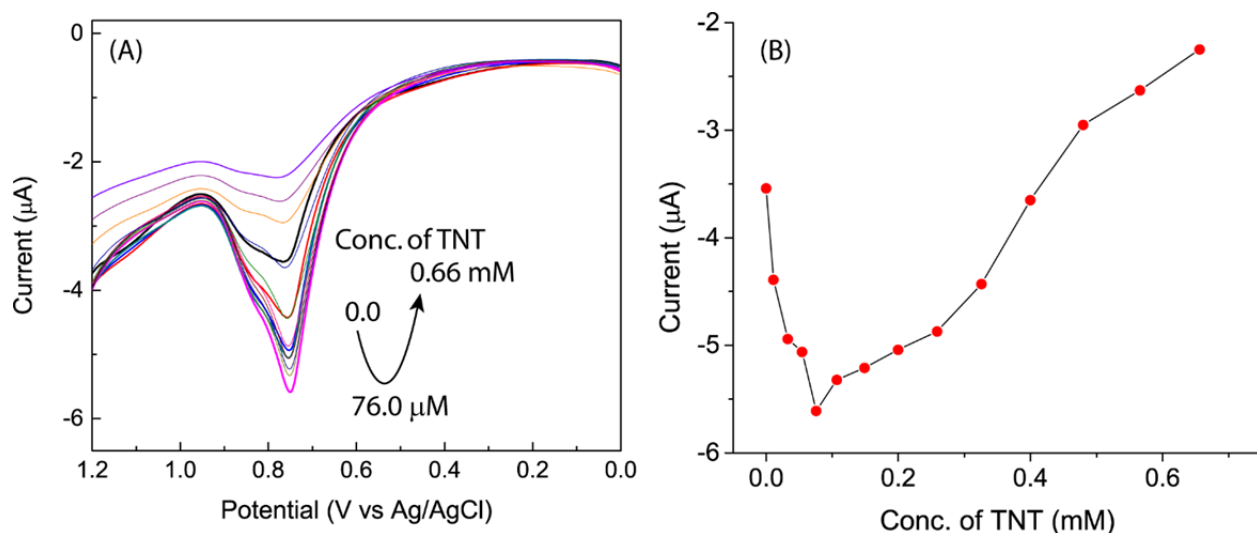 (A)
0
-2
-4
-6
Current (μA)
1.2 1.0 0.8 0.6 0.4 0.2 0.0
Potential (V vs Ag/AgCl)
Conc. of TNT
0.66 mM
0.0
76.0 μM
(B)
-2
-3
-4
-5
-6
Current (μA)
0.0 0.2 0.4 0.6
Conc. of TNT (mM)